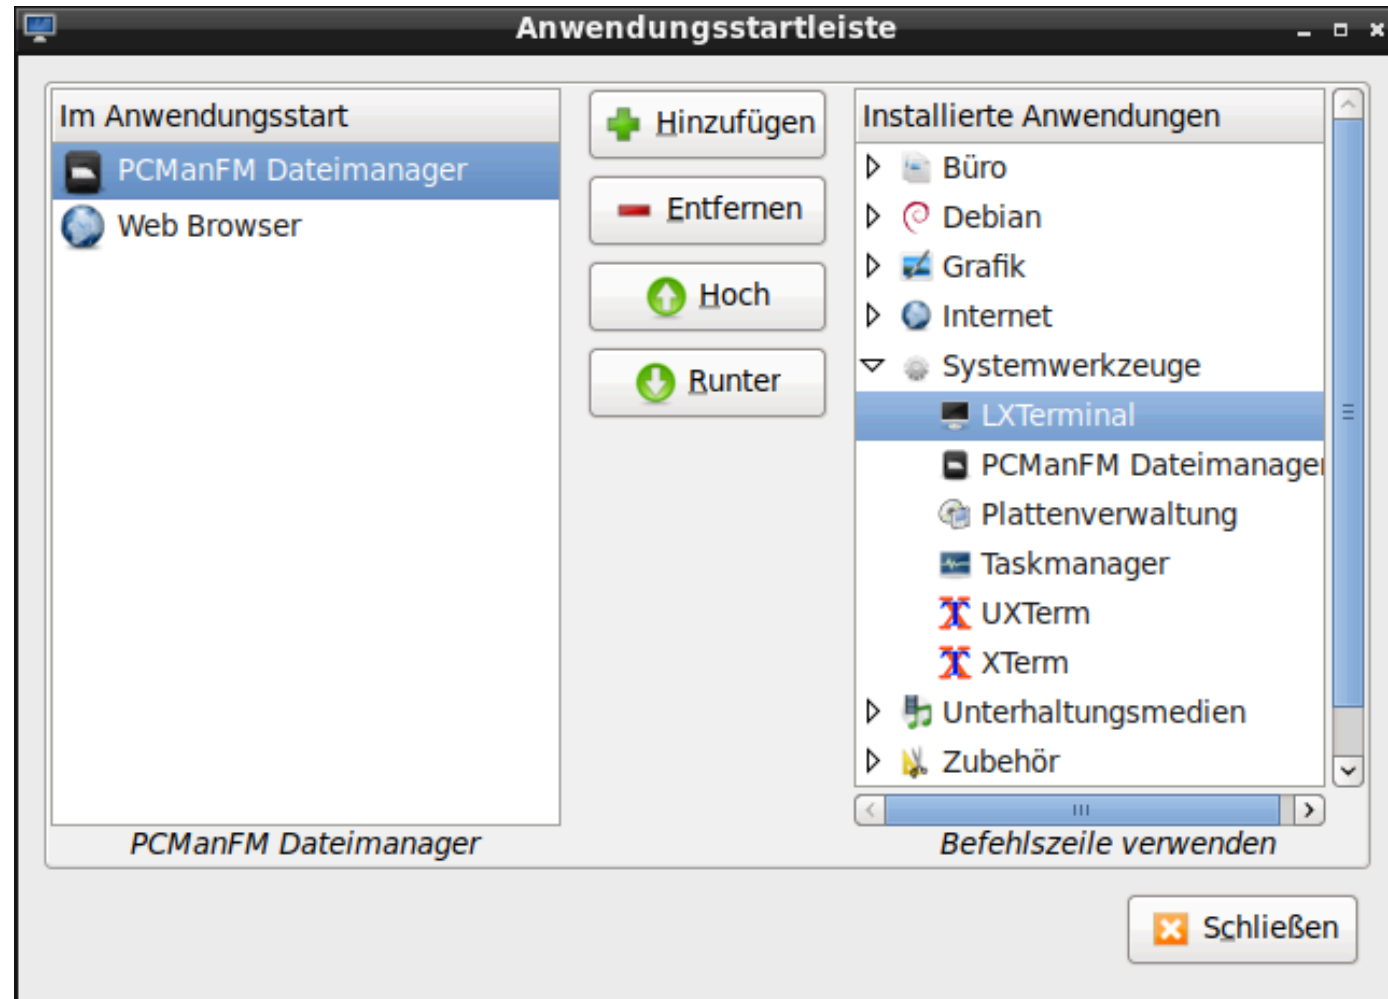 Anwendungsstartleiste
Im Anwendungsstart
PCManFM Dateimanager
Web Browser
PCManFM Dateimanager
Hinzufügen
Entfernen
Hoch
Runter
Installierte Anwendungen
Büro
Debian
Grafik
Internet
Systemwerkzeuge
LXTerminal
PCManFM Dateimanager
Plattenverwaltung
Taskmanager
UXTerm
XTerm
Unterhaltungsmedien
Zubehör
Befehlszeile verwenden
Schließen